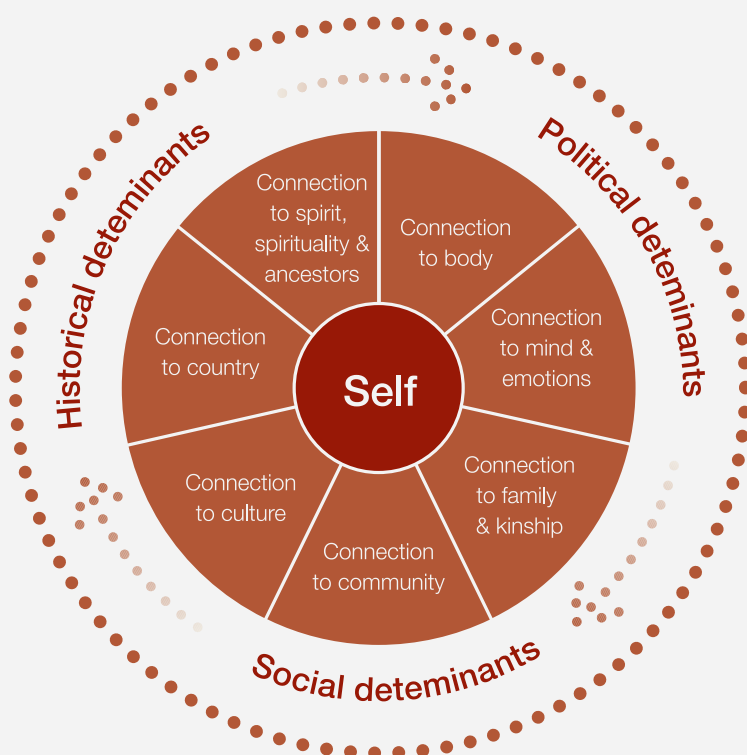 Historical deteminants
Political deteminants
Connection
to spirit,
spirituality &
ancestors
Connection
to body
Connection
to mind &
emotions
Connection
to family
& kinship
Connection
to community
Connection
to culture
Connection
to country
Self
Social deteminants